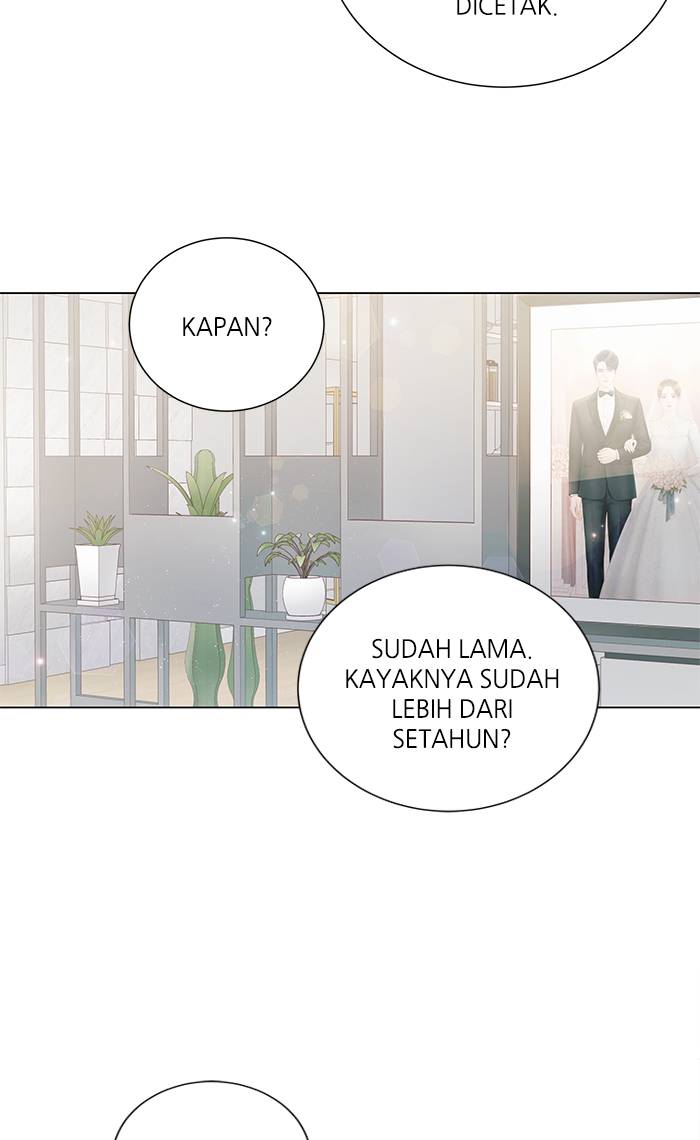 DICETAK.
KAPAN?
SUDAH LAMA.
KAYAKNYA SUDAH
LEBIH DARI
SETAHUN?